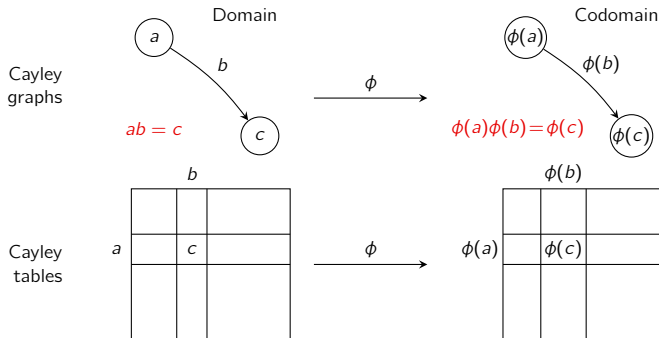 Domain
Codomain
a
ϕ(a)
b
ϕ(b)
Cayley
graphs
ϕ
ab = c
c
ϕ(a)ϕ(b)=ϕ(c)
ϕ(c)
b
ϕ(b)
Cayley
tables
a
c
ϕ
ϕ(a)
ϕ(c)